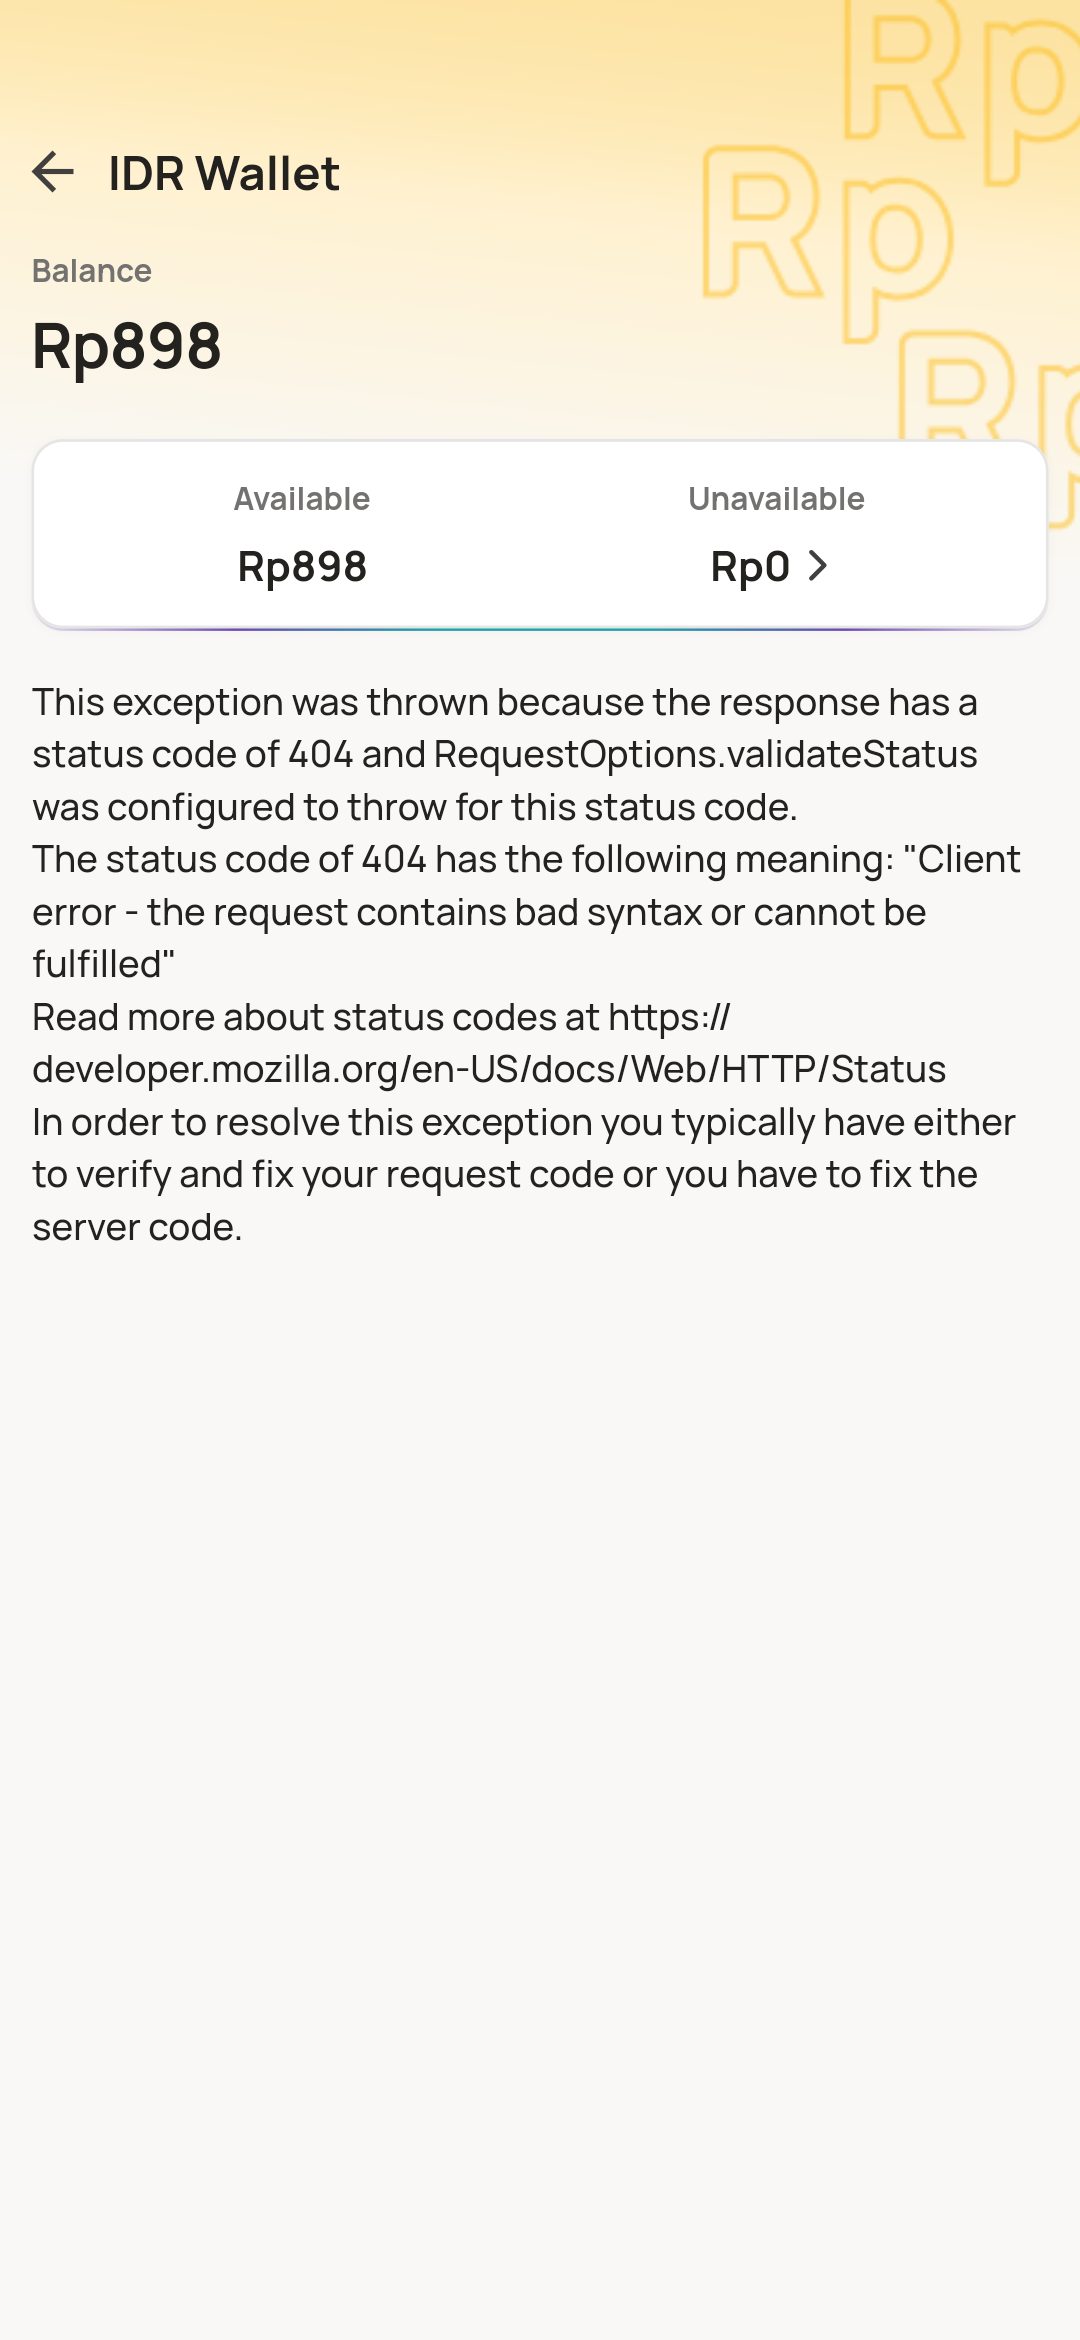 Rp
IDR Wallet
Rp
Balance
Rp898
Rp
Available Unavailable
Rp898 Rp0
This exception was thrown because the response has a
status code of 404 and RequestOptions.validateStatus
was configured to throw for this status code.
The status code of 404 has the following meaning: "Client
error - the request contains bad syntax or cannot be
fulfilled"
Read more about status codes at https://
developer.mozilla.org/en-US/docs/Web/HTTP/Status
In order to resolve this exception you typically have either
to verify and fix your request code or you have to fix the
server code.